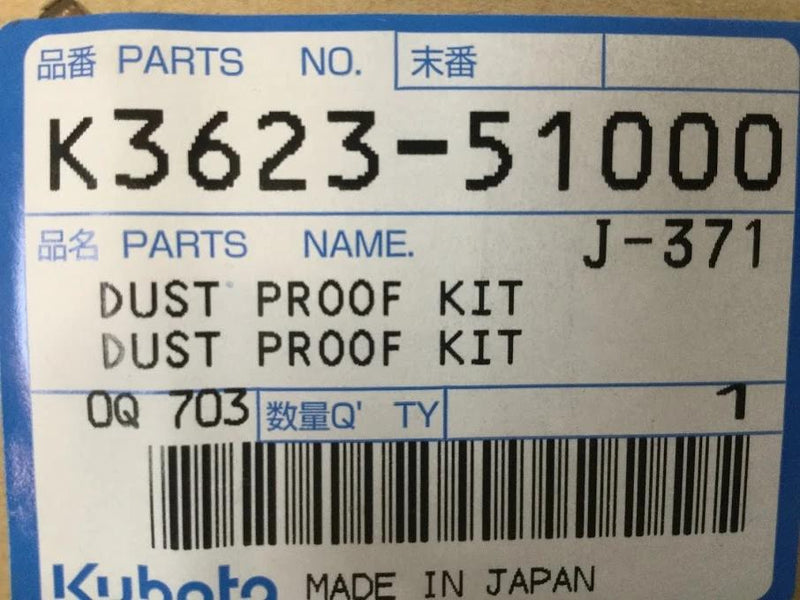 品番 PARTS NO. 末番
K3623-51000
品名 PARTS NAME. J-371
DUST PROOF KIT
DUST PROOF KIT
0Q 703 数量Q' TY 1
Kubota MADE IN JAPAN